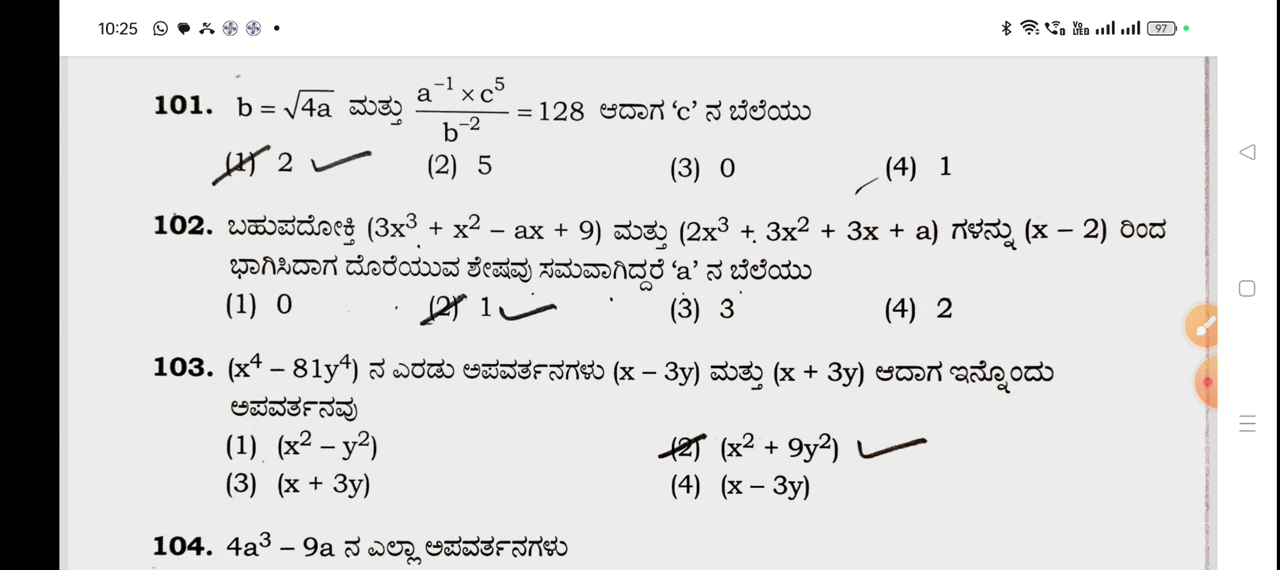 10:25
Vo LTE 2 97
101. b = √4a ಮತ್ತು (a⁻¹ × c⁵)/b⁻² = 128 ಆದಾಗ ‘c’ ನ ಬೆಲೆಯು
(1) 2 (2) 5 (3) 0 (4) 1
102. ಬಹುಪದೋಕ್ತಿ (3x³ + x² – ax + 9) ಮತ್ತು (2x³ + 3x² + 3x + a) ಗಳನ್ನು (x – 2) ರಿಂದ
ಭಾಗಿಸಿದಾಗ ದೊರೆಯುವ ಶೇಷವು ಸಮವಾಗಿದ್ದರೆ ‘a’ ನ ಬೆಲೆಯು
(1) 0 (2) 1 (3) 3 (4) 2
103. (x⁴ – 81y⁴) ನ ಎರಡು ಅಪವರ್ತನಗಳು (x – 3y) ಮತ್ತು (x + 3y) ಆದಾಗ ಇನ್ನೊಂದು
ಅಪವರ್ತನವು
(1) (x² – y²) (2) (x² + 9y²)
(3) (x + 3y) (4) (x – 3y)
104. 4a³ – 9a ನ ಎಲ್ಲಾ ಅಪವರ್ತನಗಳು